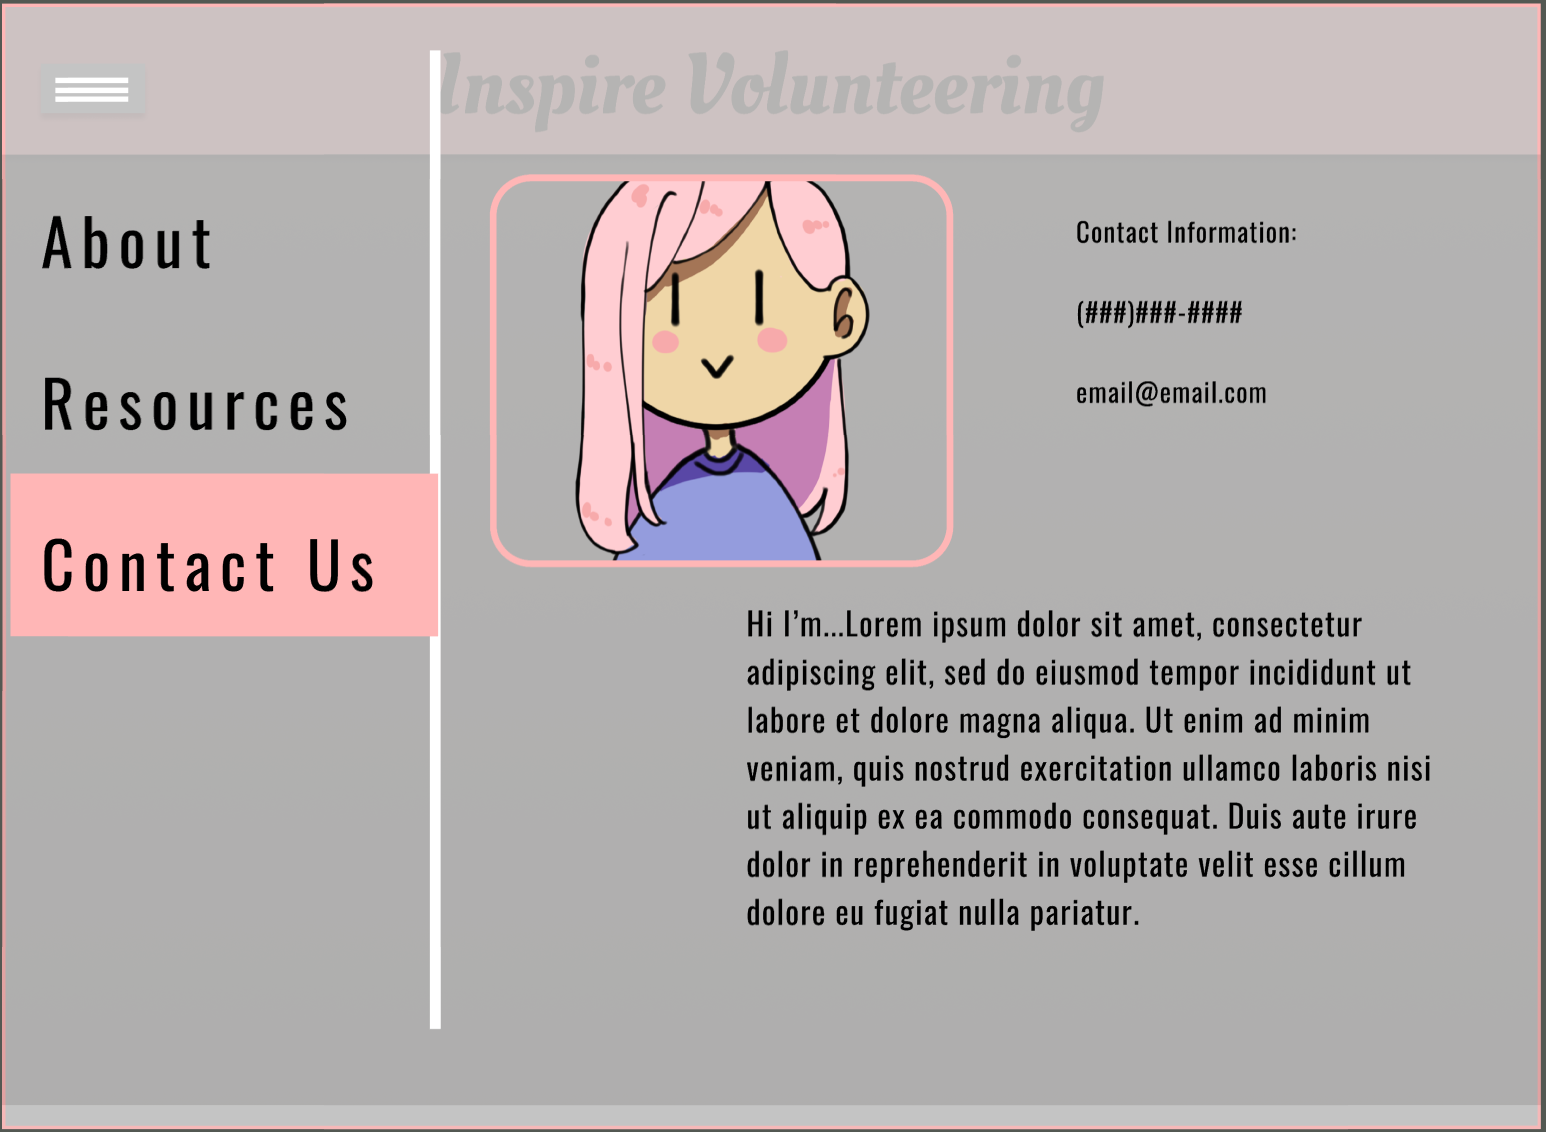 Inspire Volunteering
About
Resources
Contact Us
Contact Information:
(###)###-####
email@email.com
Hi I’m...Lorem ipsum dolor sit amet, consectetur
adipiscing elit, sed do eiusmod tempor incididunt ut
labore et dolore magna aliqua. Ut enim ad minim
veniam, quis nostrud exercitation ullamco laboris nisi
ut aliquip ex ea commodo consequat. Duis aute irure
dolor in reprehenderit in voluptate velit esse cillum
dolore eu fugiat nulla pariatur.